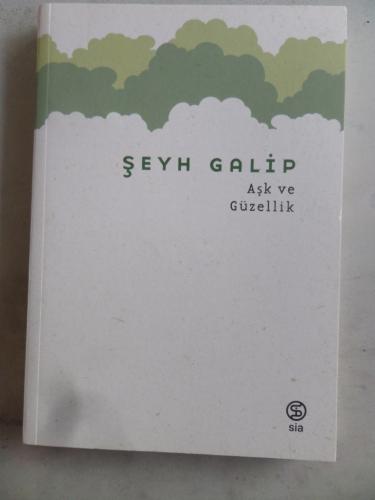 ŞEYH GALİP
Aşk ve
Güzellik
sia